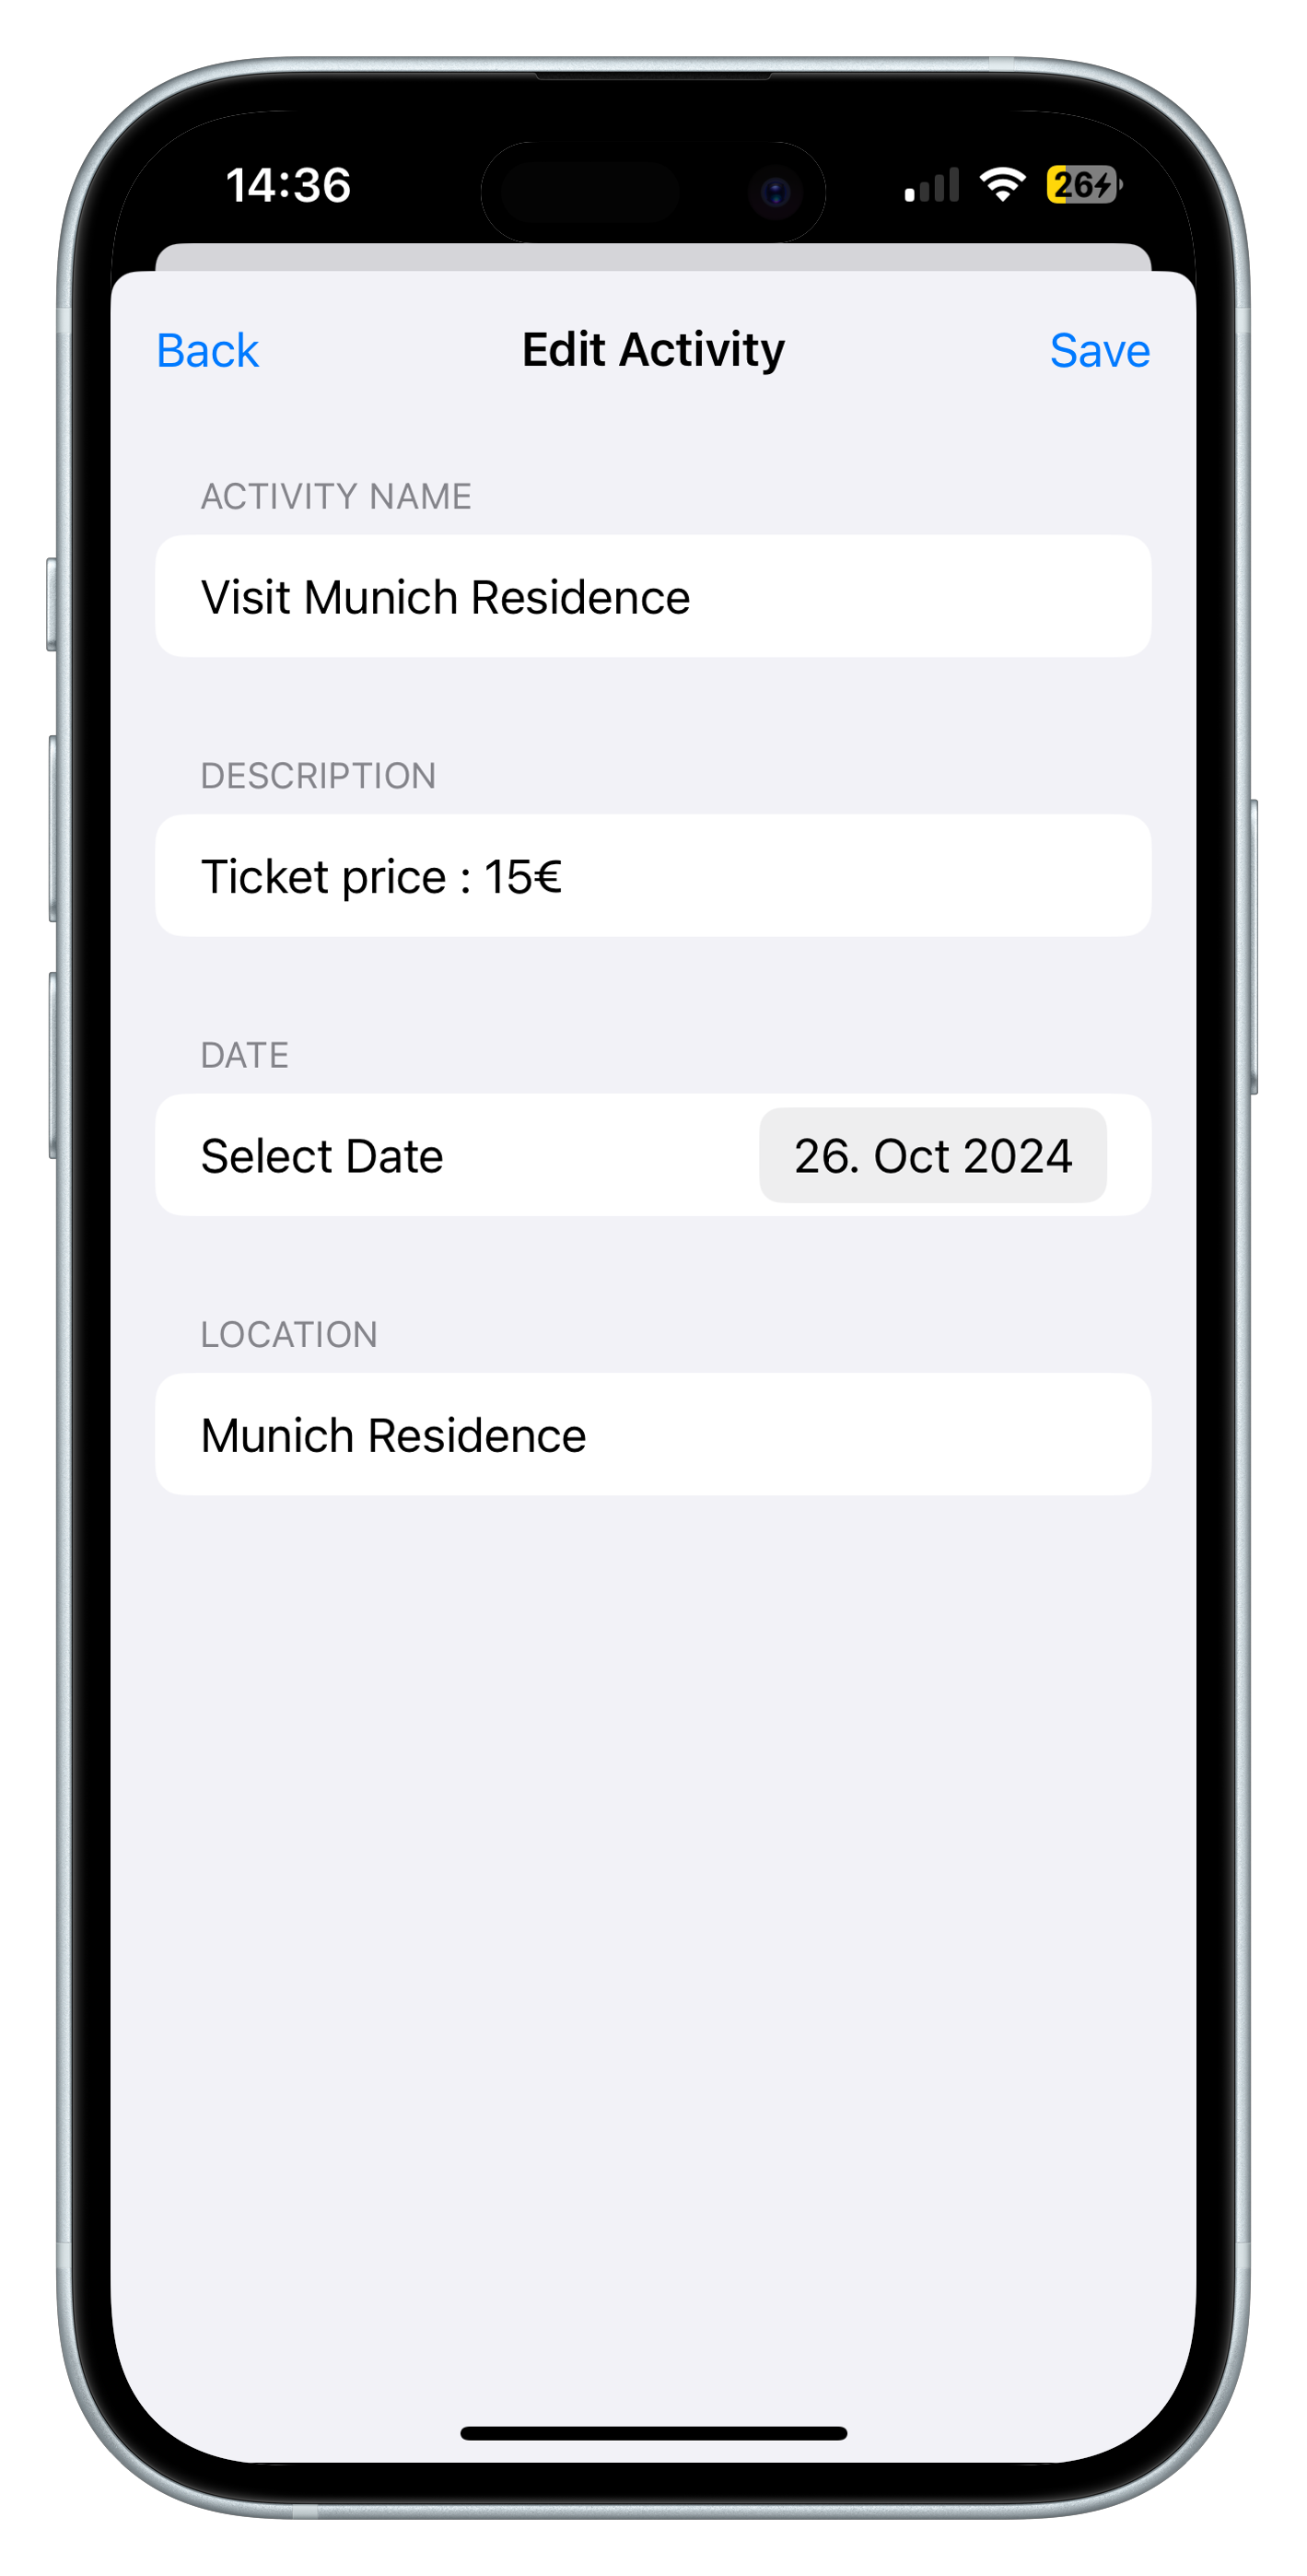 14:36
26
Back
Edit Activity
Save
ACTIVITY NAME
Visit Munich Residence
DESCRIPTION
Ticket price : 15€
DATE
Select Date
26. Oct 2024
LOCATION
Munich Residence